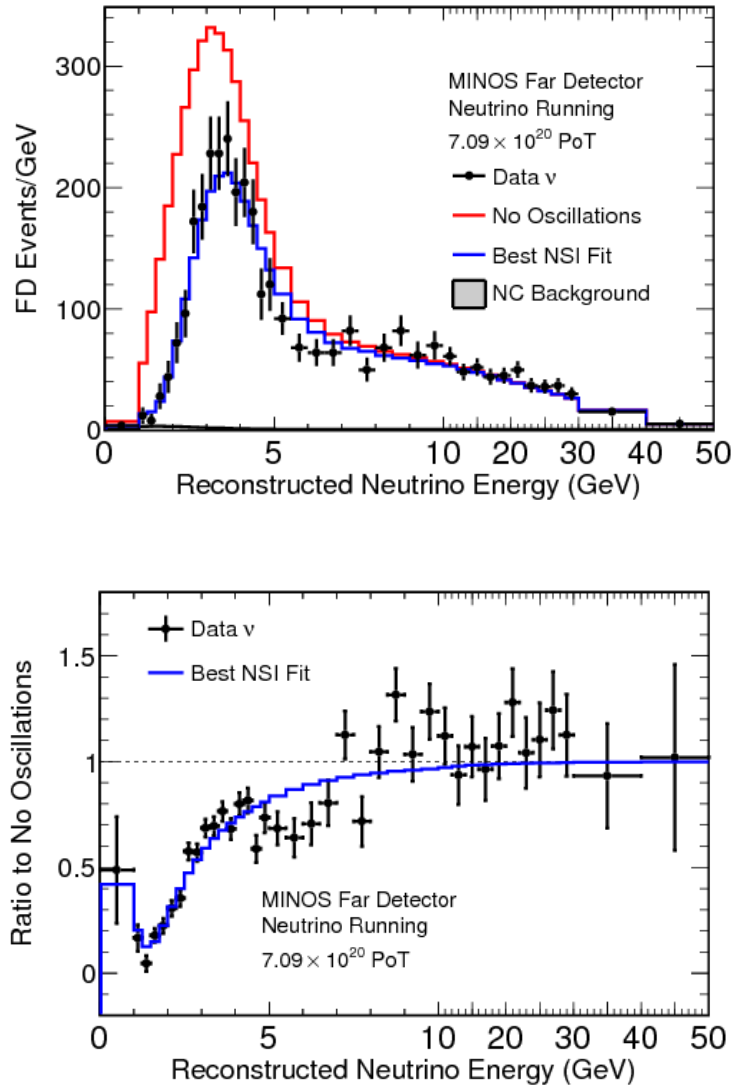 300
200
100
0
FD Events/GeV
MINOS Far Detector
Neutrino Running
7.09 × 10²⁰ PoT
Data ν
No Oscillations
Best NSI Fit
NC Background
0 5 10 20 30 40 50
Reconstructed Neutrino Energy (GeV)
1.5
1
0.5
0
Ratio to No Oscillations
Data ν
Best NSI Fit
MINOS Far Detector
Neutrino Running
7.09 × 10²⁰ PoT
0 5 10 20 30 40 50
Reconstructed Neutrino Energy (GeV)